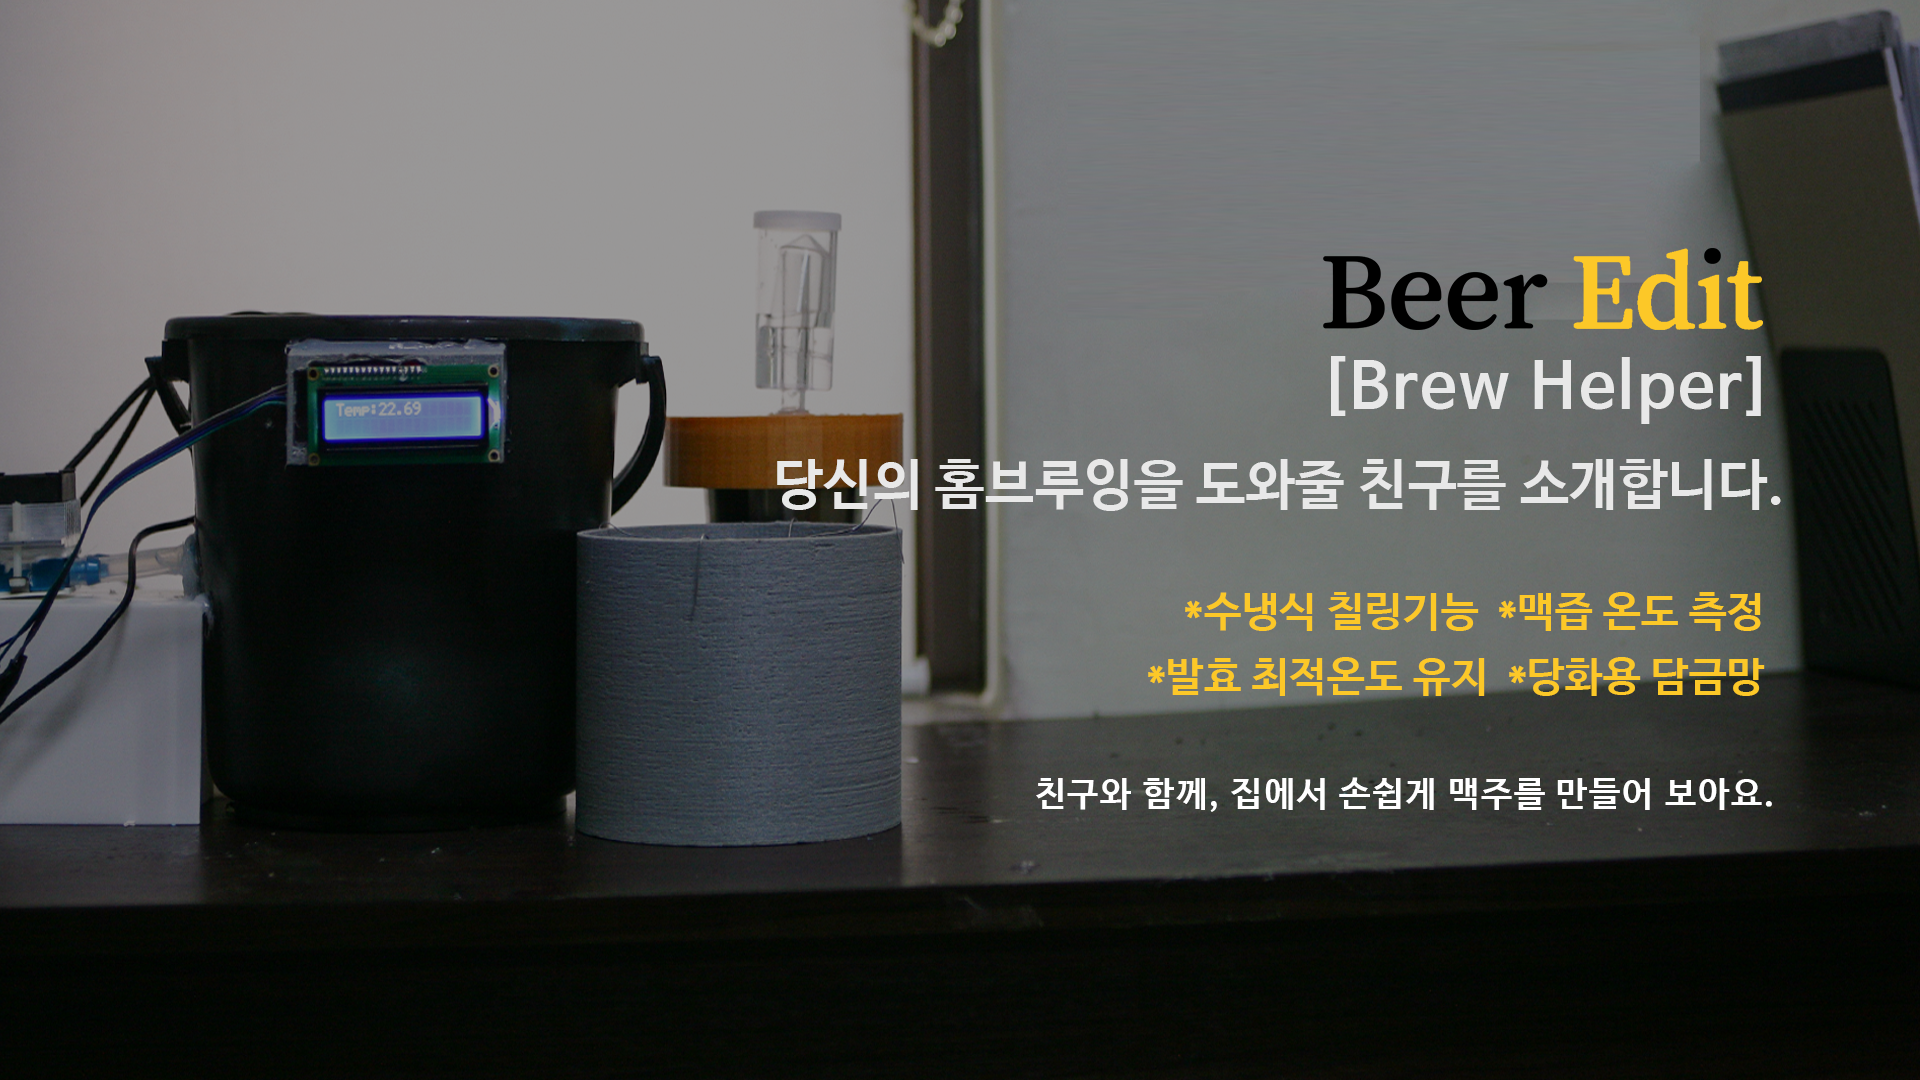 Temp:22.69
Beer Edit
[Brew Helper]
당신의 홈브루잉을 도와줄 친구를 소개합니다.
*수냉식 칠링기능 *맥즙 온도 측정
*발효 최적온도 유지 *당화용 담금망
친구와 함께, 집에서 손쉽게 맥주를 만들어 보아요.